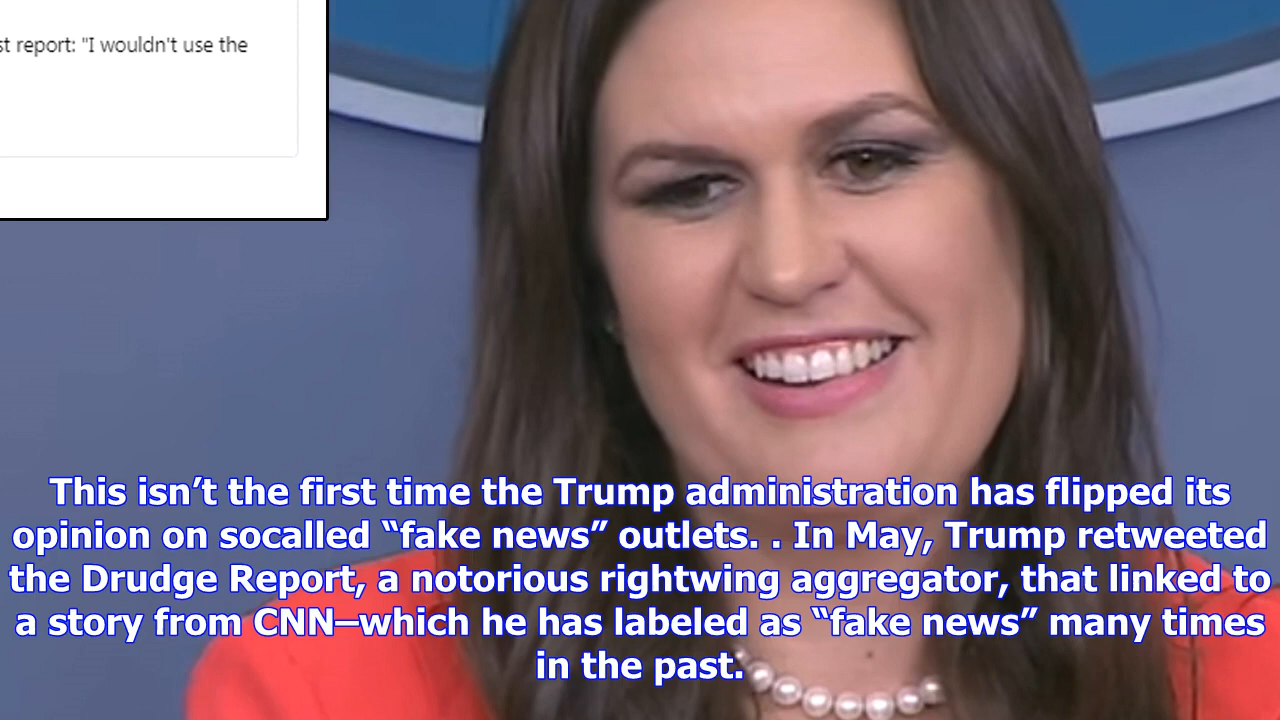 st report: "I wouldn't use the
This isn’t the first time the Trump administration has flipped its
opinion on socalled “fake news” outlets. . In May, Trump retweeted
the Drudge Report, a notorious rightwing aggregator, that linked to
a story from CNN—which he has labeled as “fake news” many times
in the past.